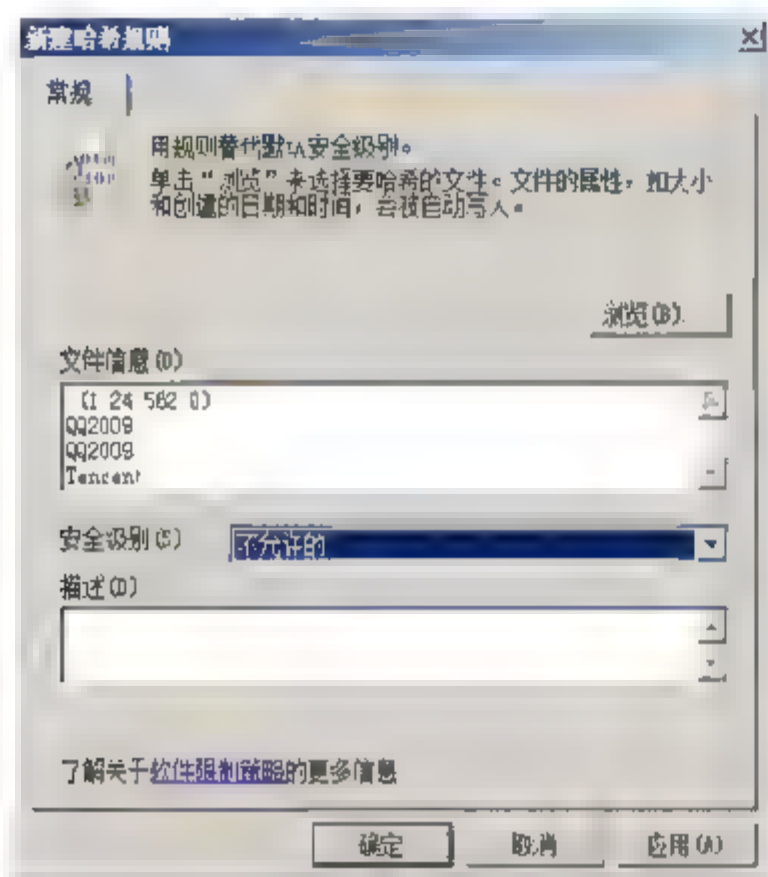 新建哈希规则
常规
用规则替代默认安全级别。
单击“浏览”来选择要哈希的文件。文件的属性，如大小
和创建的日期和时间，会被自动写入。
浏览(B)
文件信息(D)
(1 24 562 0)
QQ2009
QQ2009
Tencent
安全级别(S)
不允许的
描述(D)
了解关于软件限制策略的更多信息
确定
取消
应用(A)